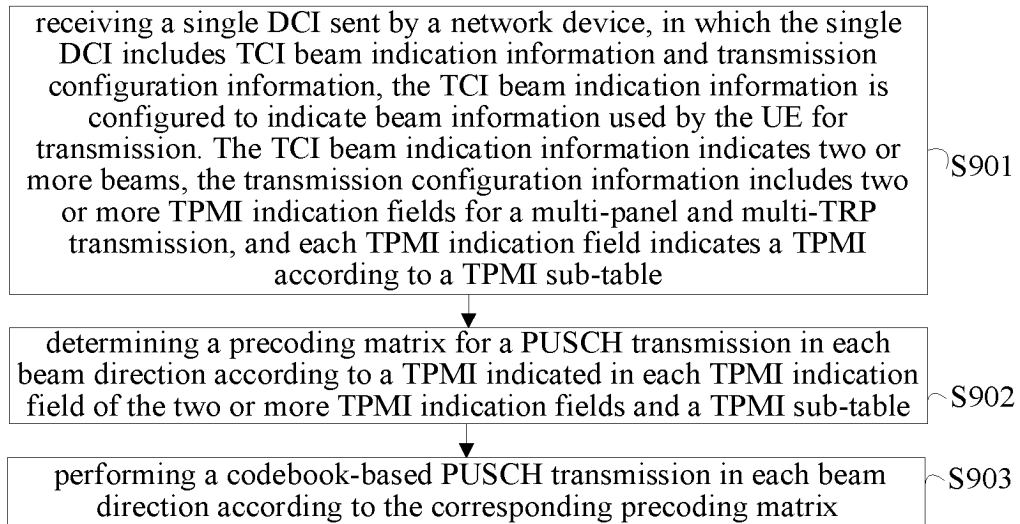 receiving a single DCI sent by a network device, in which the single
DCI includes TCI beam indication information and transmission
configuration information, the TCI beam indication information is
configured to indicate beam information used by the UE for
transmission. The TCI beam indication information indicates two or
more beams, the transmission configuration information includes two
or more TPMI indication fields for a multi-panel and multi-TRP
transmission, and each TPMI indication field indicates a TPMI
according to a TPMI sub-table
S901
determining a precoding matrix for a PUSCH transmission in each
beam direction according to a TPMI indicated in each TPMI indication
field of the two or more TPMI indication fields and a TPMI sub-table
S902
performing a codebook-based PUSCH transmission in each beam
direction according to the corresponding precoding matrix
S903